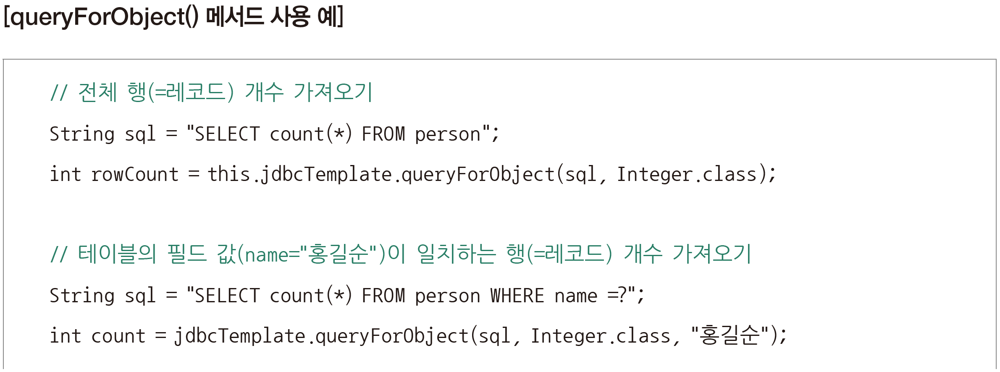 [queryForObject() 메서드 사용 예]
// 전체 행(=레코드) 개수 가져오기
String sql = "SELECT count(*) FROM person";
int rowCount = this.jdbcTemplate.queryForObject(sql, Integer.class);
// 테이블의 필드 값(name="홍길순")이 일치하는 행(=레코드) 개수 가져오기
String sql = "SELECT count(*) FROM person WHERE name =?";
int count = jdbcTemplate.queryForObject(sql, Integer.class, "홍길순");